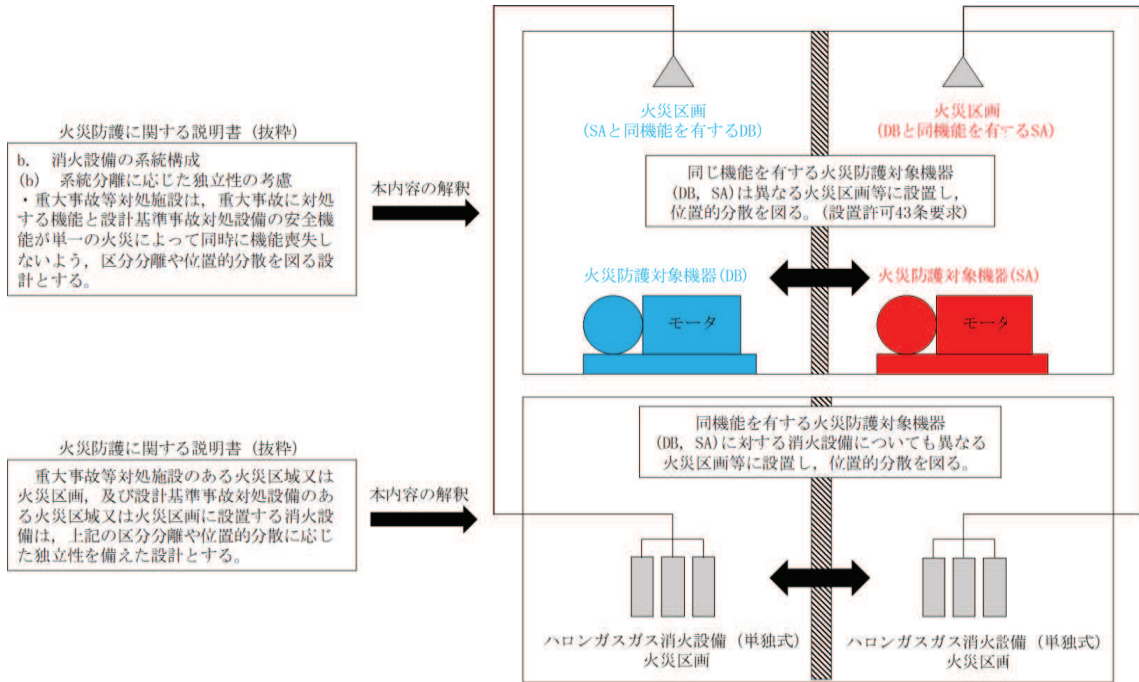 火災防護に関する説明書 (抜粋)
b. 消火設備の系統構成
(b) 系統分離に応じた独立性の考慮
・重大事故等対処施設は，重大事故に対処
する機能と設計基準事故対処設備の安全機
能が単一の火災によって同時に機能喪失し
ないよう，区分分離や位置的分散を図る設
計とする。
本内容の解釈
火災区画
(SAと同機能を有するDB)
火災区画
(DBと同機能を有するSA)
同じ機能を有する火災防護対象機器
(DB, SA)は異なる火災区画等に設置し，
位置的分散を図る。(設置許可43条要求)
火災防護対象機器(DB)
火災防護対象機器(SA)
モータ
モータ
火災防護に関する説明書 (抜粋)
重大事故等対処施設のある火災区域又は
火災区画，及び設計基準事故対処設備のあ
る火災区域又は火災区画に設置する消火設
備は，上記の区分分離や位置的分散に応じ
た独立性を備えた設計とする。
本内容の解釈
同機能を有する火災防護対象機器
(DB, SA)に対する消火設備についても異なる
火災区画等に設置し，位置的分散を図る。
ハロンガスガス消火設備 (単独式)
火災区画
ハロンガスガス消火設備 (単独式)
火災区画